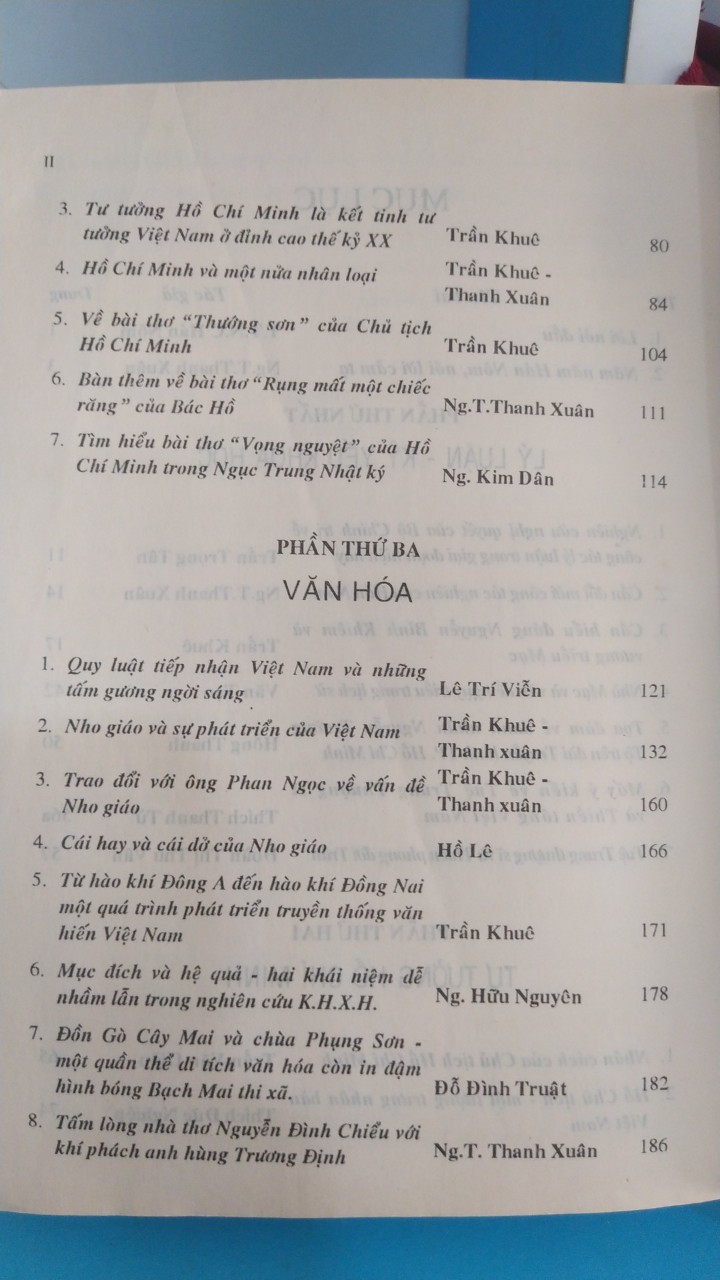 II
3. Tư tưởng Hồ Chí Minh là kết tinh tư
tưởng Việt Nam ở đỉnh cao thế kỷ XX Trần Khuê 80
4. Hồ Chí Minh và một nửa nhân loại Trần Khuê -
Thanh Xuân 84
5. Về bài thơ “Thướng sơn” của Chủ tịch
Hồ Chí Minh Trần Khuê 104
6. Bàn thêm về bài thơ “Rụng mất một chiếc
răng” của Bác Hồ Ng.T.Thanh Xuân 111
7. Tìm hiểu bài thơ “Vọng nguyệt” của Hồ
Chí Minh trong Ngục Trung Nhật ký Ng. Kim Dân 114
PHẦN THỨ BA
VĂN HÓA
1. Quy luật tiếp nhận Việt Nam và những
tấm gương ngời sáng Lê Trí Viễn 121
2. Nho giáo và sự phát triển của Việt Nam Trần Khuê -
Thanh xuân 132
3. Trao đổi với ông Phan Ngọc về vấn đề Trần Khuê -
Nho giáo Thanh xuân 160
4. Cái hay và cái dở của Nho giáo Hồ Lê 166
5. Từ hào khí Đông A đến hào khí Đồng Nai
một quá trình phát triển truyền thống văn
hiến Việt Nam Trần Khuê 171
6. Mục đích và hệ quả - hai khái niệm dễ
nhầm lẫn trong nghiên cứu K.H.X.H. Ng. Hữu Nguyên 178
7. Đồn Gò Cây Mai và chùa Phụng Sơn -
một quần thể di tích văn hóa còn in đậm
hình bóng Bạch Mai thi xã. Đỗ Đình Truật 182
8. Tấm lòng nhà thơ Nguyễn Đình Chiểu với
khí phách anh hùng Trương Định Ng.T. Thanh Xuân 186